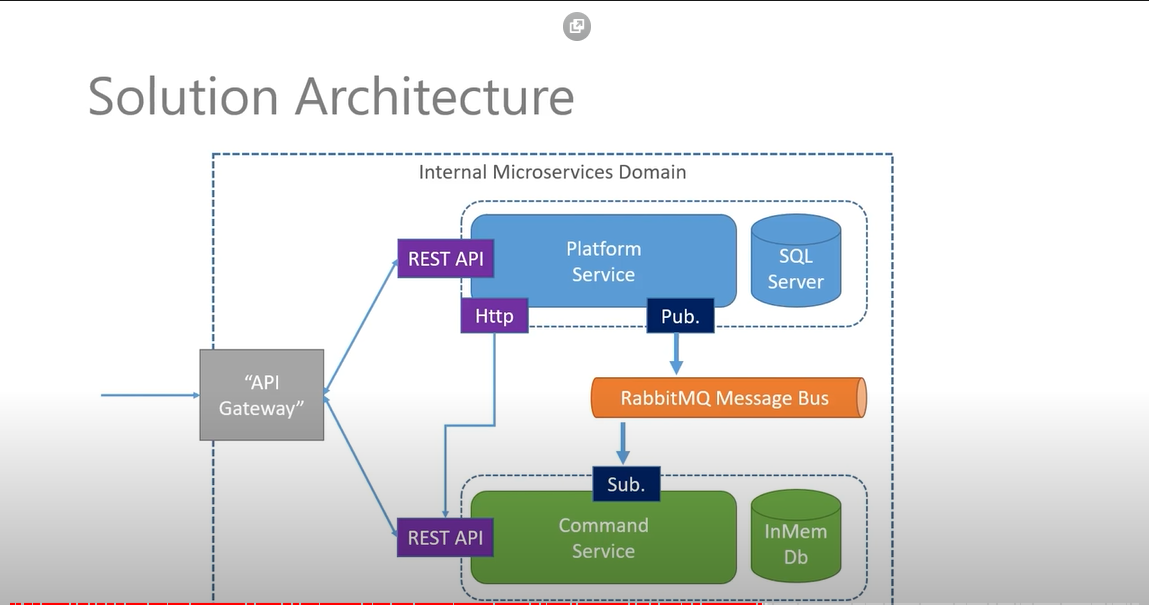 Solution Architecture
Internal Microservices Domain
REST API
Platform
Service
SQL
Server
Http
Pub.
“API
Gateway”
RabbitMQ Message Bus
Sub.
REST API
Command
Service
InMem
Db